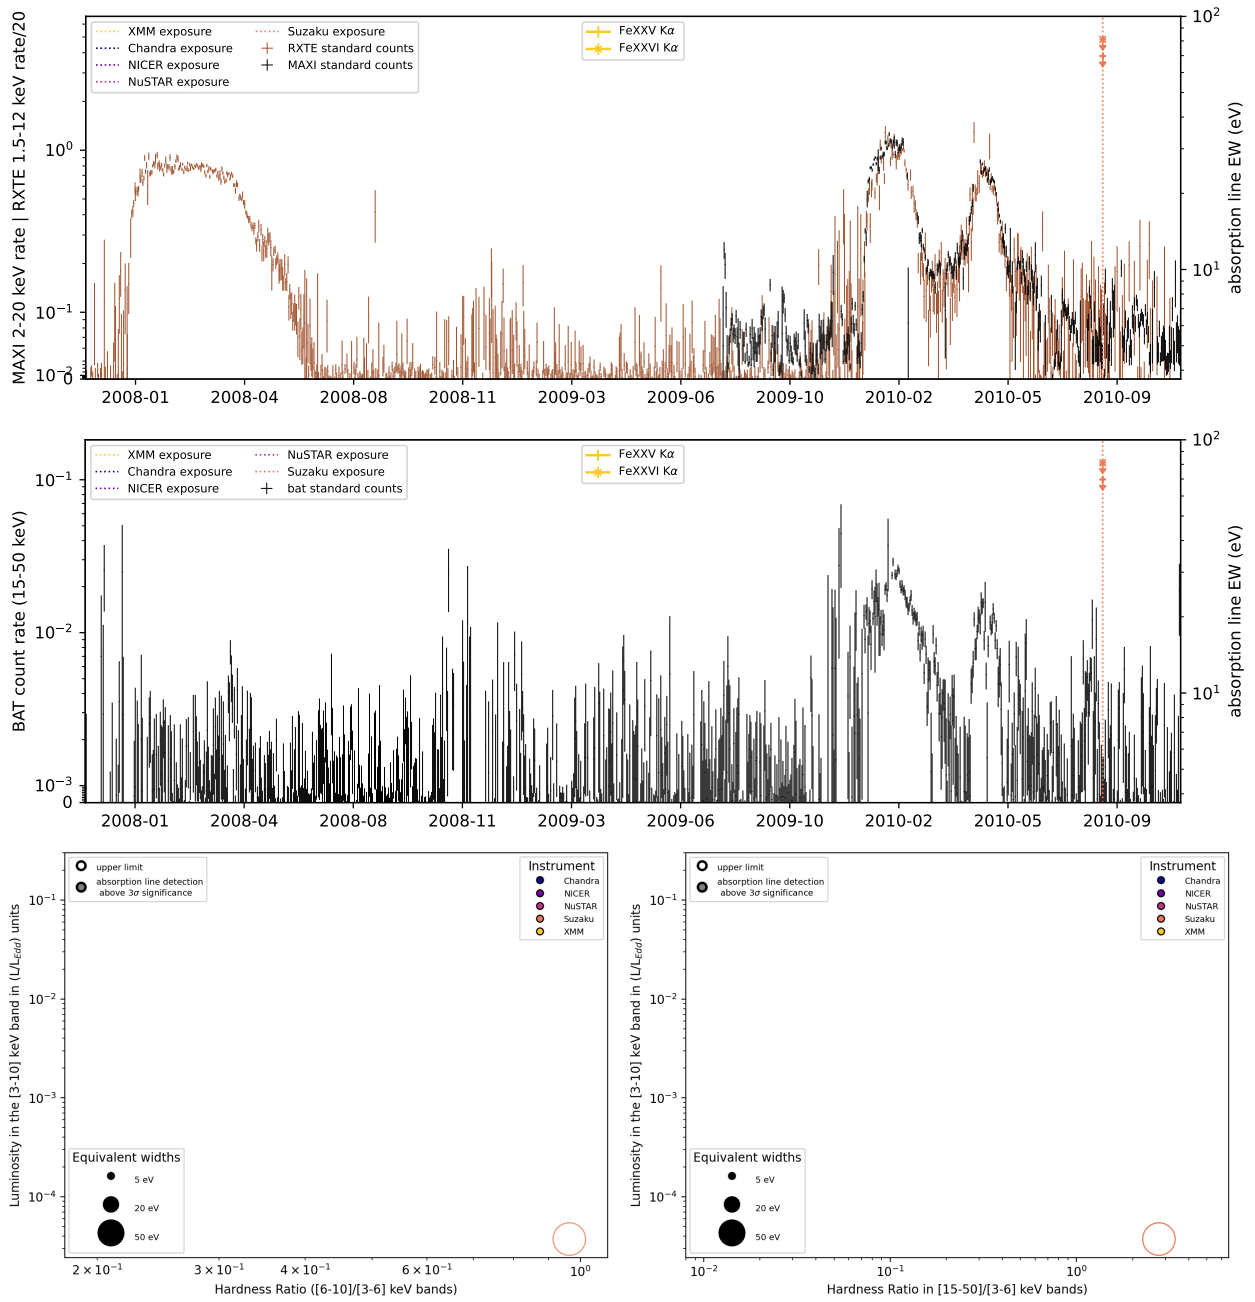 MAXI 2-20 keV rate | RXTE 1.5-12 keV rate/20
XMM exposure
Chandra exposure
NICER exposure
NuSTAR exposure
Suzaku exposure
RXTE standard counts
MAXI standard counts
FeXXV Kα
FeXXVI Kα
10⁰
10⁻¹
10⁻²
0
10²
10¹
absorption line EW (eV)
2008-01
2008-04
2008-08
2008-11
2009-03
2009-06
2009-10
2010-02
2010-05
2010-09
BAT count rate (15-50 keV)
XMM exposure
Chandra exposure
NICER exposure
NuSTAR exposure
Suzaku exposure
bat standard counts
FeXXV Kα
FeXXVI Kα
10⁻¹
10⁻²
10⁻³
0
10²
10¹
absorption line EW (eV)
2008-01
2008-04
2008-08
2008-11
2009-03
2009-06
2009-10
2010-02
2010-05
2010-09
Luminosity in the [3-10] keV band in (L/L_Edd) units
upper limit
absorption line detection
above 3σ significance
Instrument
Chandra
NICER
NuSTAR
Suzaku
XMM
10⁻¹
10⁻²
10⁻³
10⁻⁴
Equivalent widths
5 eV
20 eV
50 eV
2 × 10⁻¹
3 × 10⁻¹
4 × 10⁻¹
6 × 10⁻¹
10⁰
Hardness Ratio ([6-10]/[3-6] keV bands)
Luminosity in the [3-10] keV band in (L/L_Edd) units
upper limit
absorption line detection
above 3σ significance
Instrument
Chandra
NICER
NuSTAR
Suzaku
XMM
10⁻¹
10⁻²
10⁻³
10⁻⁴
Equivalent widths
5 eV
20 eV
50 eV
10⁻²
10⁻¹
10⁰
Hardness Ratio in [15-50]/[3-6] keV bands)